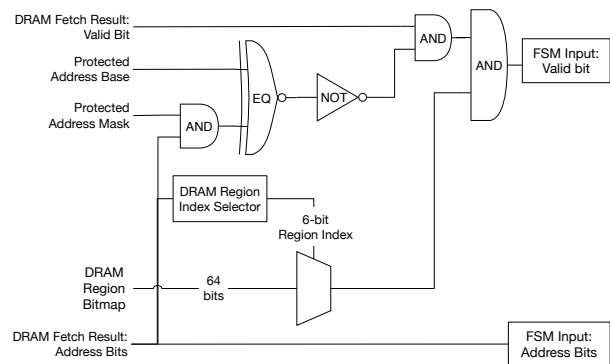 DRAM Fetch Result:
Valid Bit
AND
AND
FSM Input:
Valid bit
Protected
Address Base
EQ
NOT
Protected
Address Mask
AND
DRAM Region
Index Selector
6-bit
Region Index
DRAM
Region
Bitmap
64
bits
DRAM Fetch Result:
Address Bits
FSM Input:
Address Bits